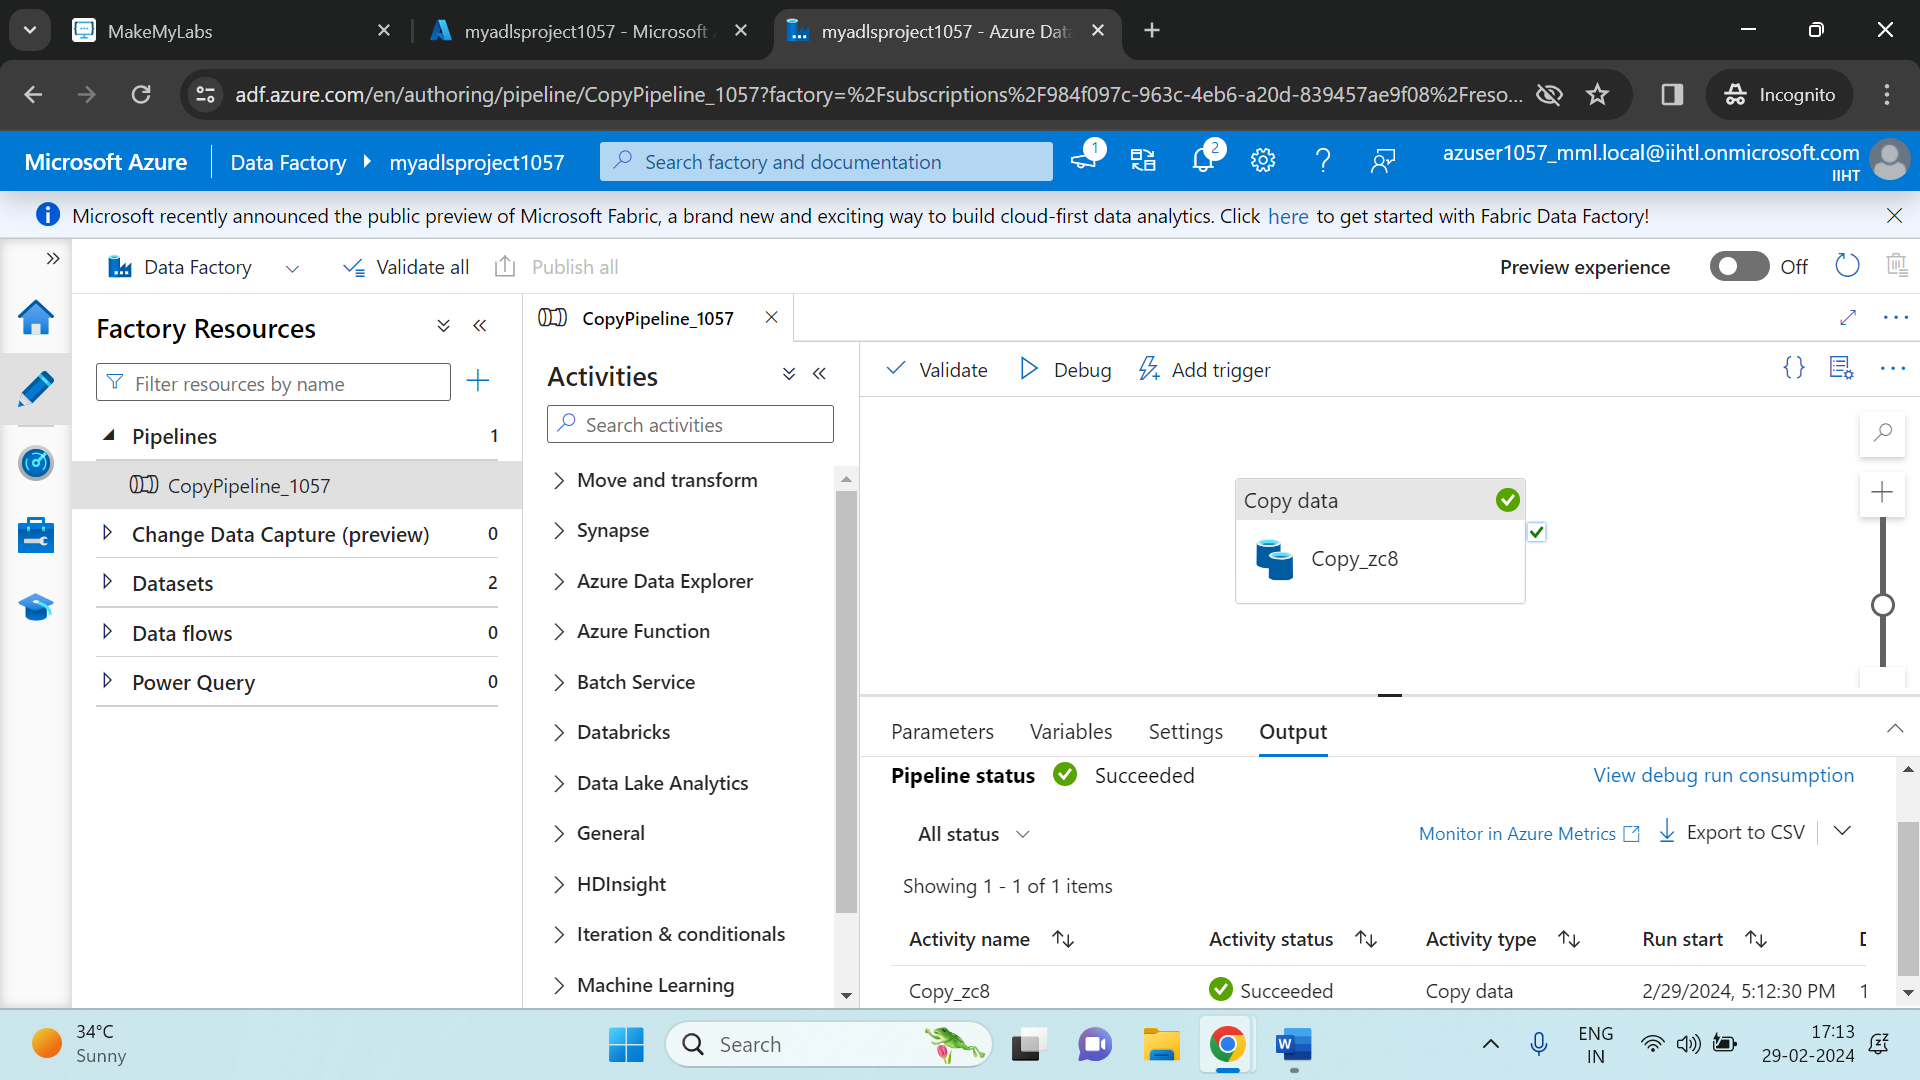 MakeMyLabs
myadlsproject1057 - Microsoft
myadlsproject1057 - Azure Dat
adf.azure.com/en/authoring/pipeline/CopyPipeline_1057?factory=%2Fsubscriptions%2F984f097c-963c-4eb6-a20d-839457ae9f08%2Freso...
Incognito
Microsoft Azure
Data Factory
myadlsproject1057
Search factory and documentation
1
2
azuser1057_mml.local@iihtl.onmicrosoft.com
IIHT
Microsoft recently announced the public preview of Microsoft Fabric, a brand new and exciting way to build cloud-first data analytics. Click here to get started with Fabric Data Factory!
Data Factory
Validate all
Publish all
Preview experience
Off
Factory Resources
Filter resources by name
Pipelines 1
CopyPipeline_1057
Change Data Capture (preview) 0
Datasets 2
Data flows 0
Power Query 0
CopyPipeline_1057
Activities
Search activities
Move and transform
Synapse
Azure Data Explorer
Azure Function
Batch Service
Databricks
Data Lake Analytics
General
HDInsight
Iteration & conditionals
Machine Learning
Validate
Debug
Add trigger
Copy data
Copy_zc8
Parameters
Variables
Settings
Output
Pipeline status
Succeeded
View debug run consumption
All status
Monitor in Azure Metrics
Export to CSV
Showing 1 - 1 of 1 items
Activity name
Activity status
Activity type
Run start
Copy_zc8
Succeeded
Copy data
2/29/2024, 5:12:30 PM
1
34°C
Sunny
Search
ENG
IN
17:13
29-02-2024